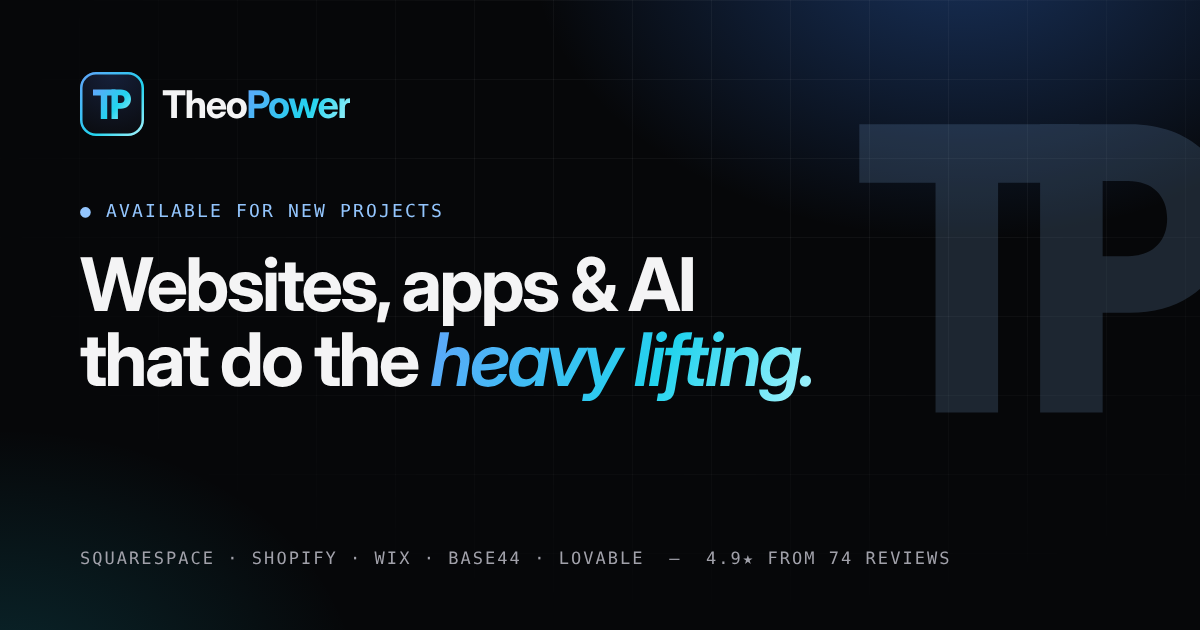 TP TheoPower
● AVAILABLE FOR NEW PROJECTS
Websites, apps & AI
that do the heavy lifting.
TP
SQUARESPACE · SHOPIFY · WIX · BASE44 · LOVABLE — 4.9★ FROM 74 REVIEWS